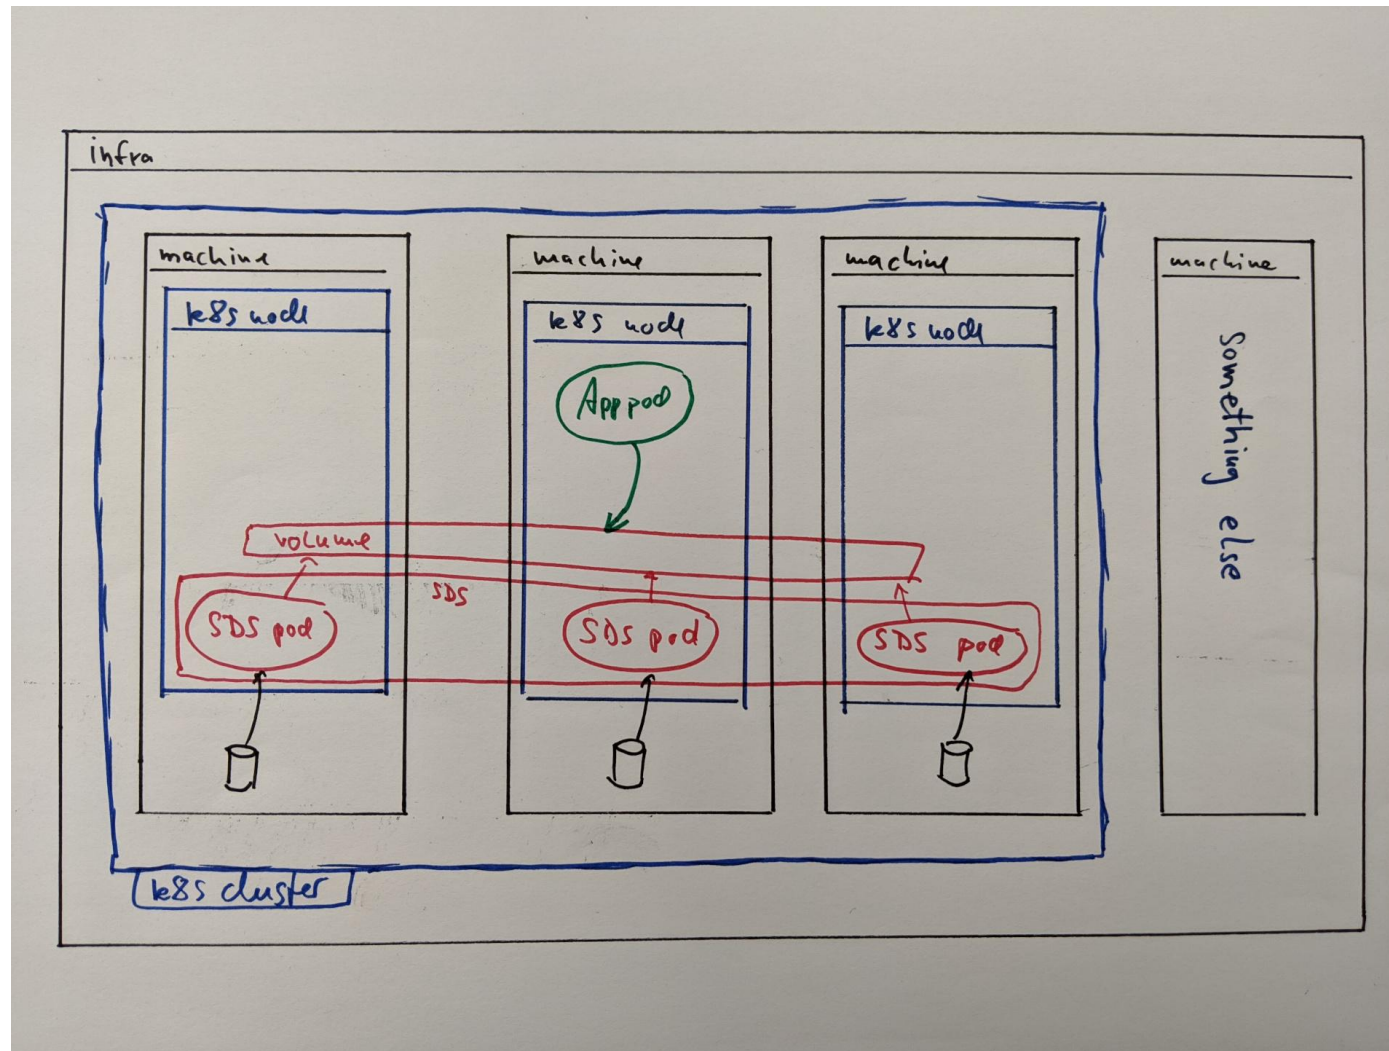 infra
machine
machine
machine
machine
k8s node
k8s node
k8s node
App pod
something else
volume
SDS
SDS pod
SDS pod
SDS pod
k8s cluster